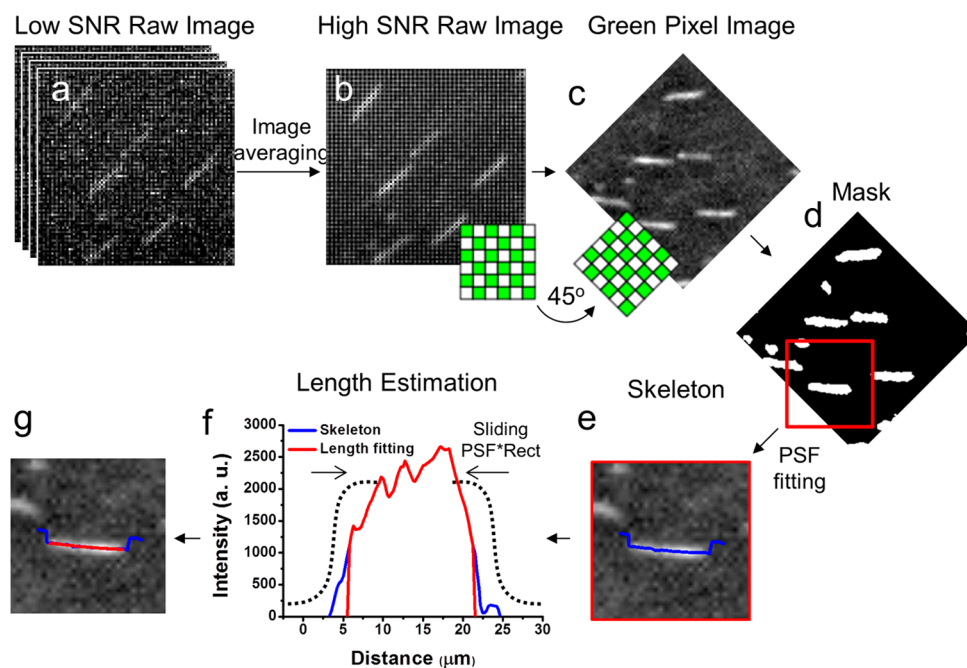 Low SNR Raw Image
High SNR Raw Image
Green Pixel Image
a
b
c
Image
averaging
45°
Mask
d
PSF
fitting
Skeleton
e
Length Estimation
f
Skeleton
Length fitting
Sliding
PSF*Rect
Intensity (a. u.)
3000
2500
2000
1500
1000
500
0
0 5 10 15 20 25 30
Distance (μm)
g